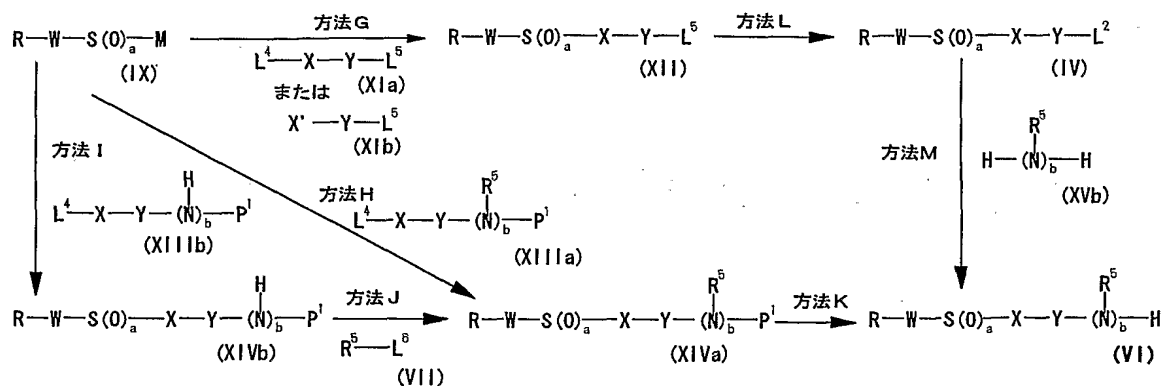 R—W—S(O)a—M
(IX)
方法G
L⁴—X—Y—L⁵
(XIa)
または
X'—Y—L⁵
(XIb)
R—W—S(O)a—X—Y—L⁵
(XII)
方法L
R—W—S(O)a—X—Y—L²
(IV)
方法I
L⁴—X—Y—(N)b—P¹
H
(XIIIb)
方法H
L⁴—X—Y—(N)b—P¹
R⁵
(XIIIa)
方法M
R⁵
H—(N)b—H
(XVb)
H
R—W—S(O)a—X—Y—(N)b—P¹
(XIVb)
方法J
R⁵—L⁶
(VII)
R⁵
R—W—S(O)a—X—Y—(N)b—P¹
(XIVa)
方法K
R⁵
R—W—S(O)a—X—Y—(N)b—H
(VI)